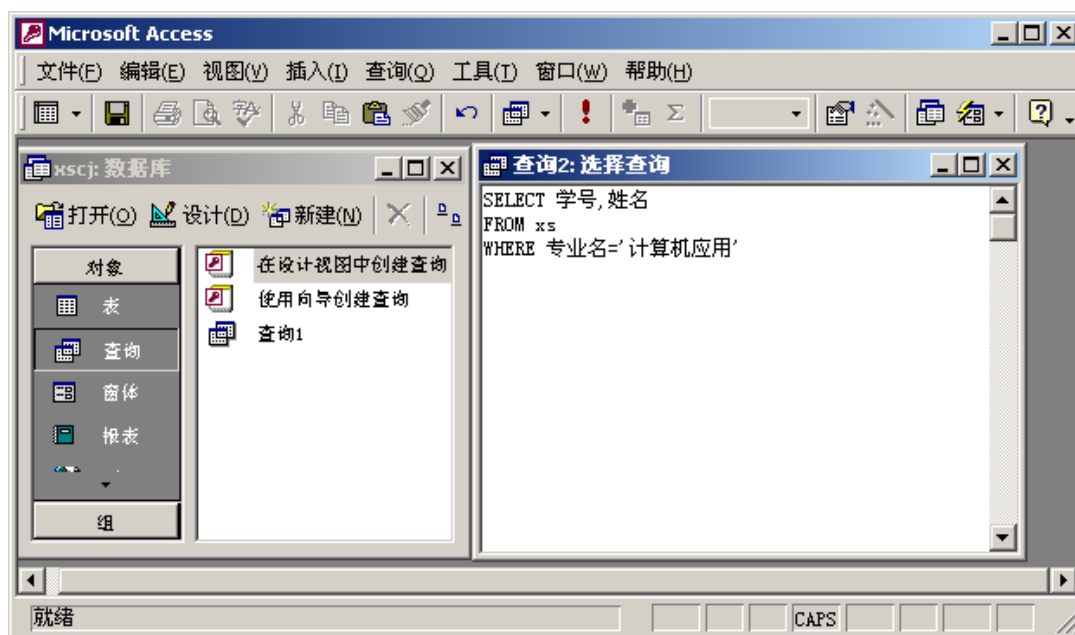 Microsoft Access
文件(F) 编辑(E) 视图(V) 插入(I) 查询(Q) 工具(T) 窗口(W) 帮助(H)
xscj: 数据库
打开(O) 设计(D) 新建(N)
对象
表
查询
窗体
报表
组
在设计视图中创建查询
使用向导创建查询
查询1
查询2: 选择查询
SELECT 学号,姓名
FROM xs
WHERE 专业名='计算机应用'
就绪
CAPS